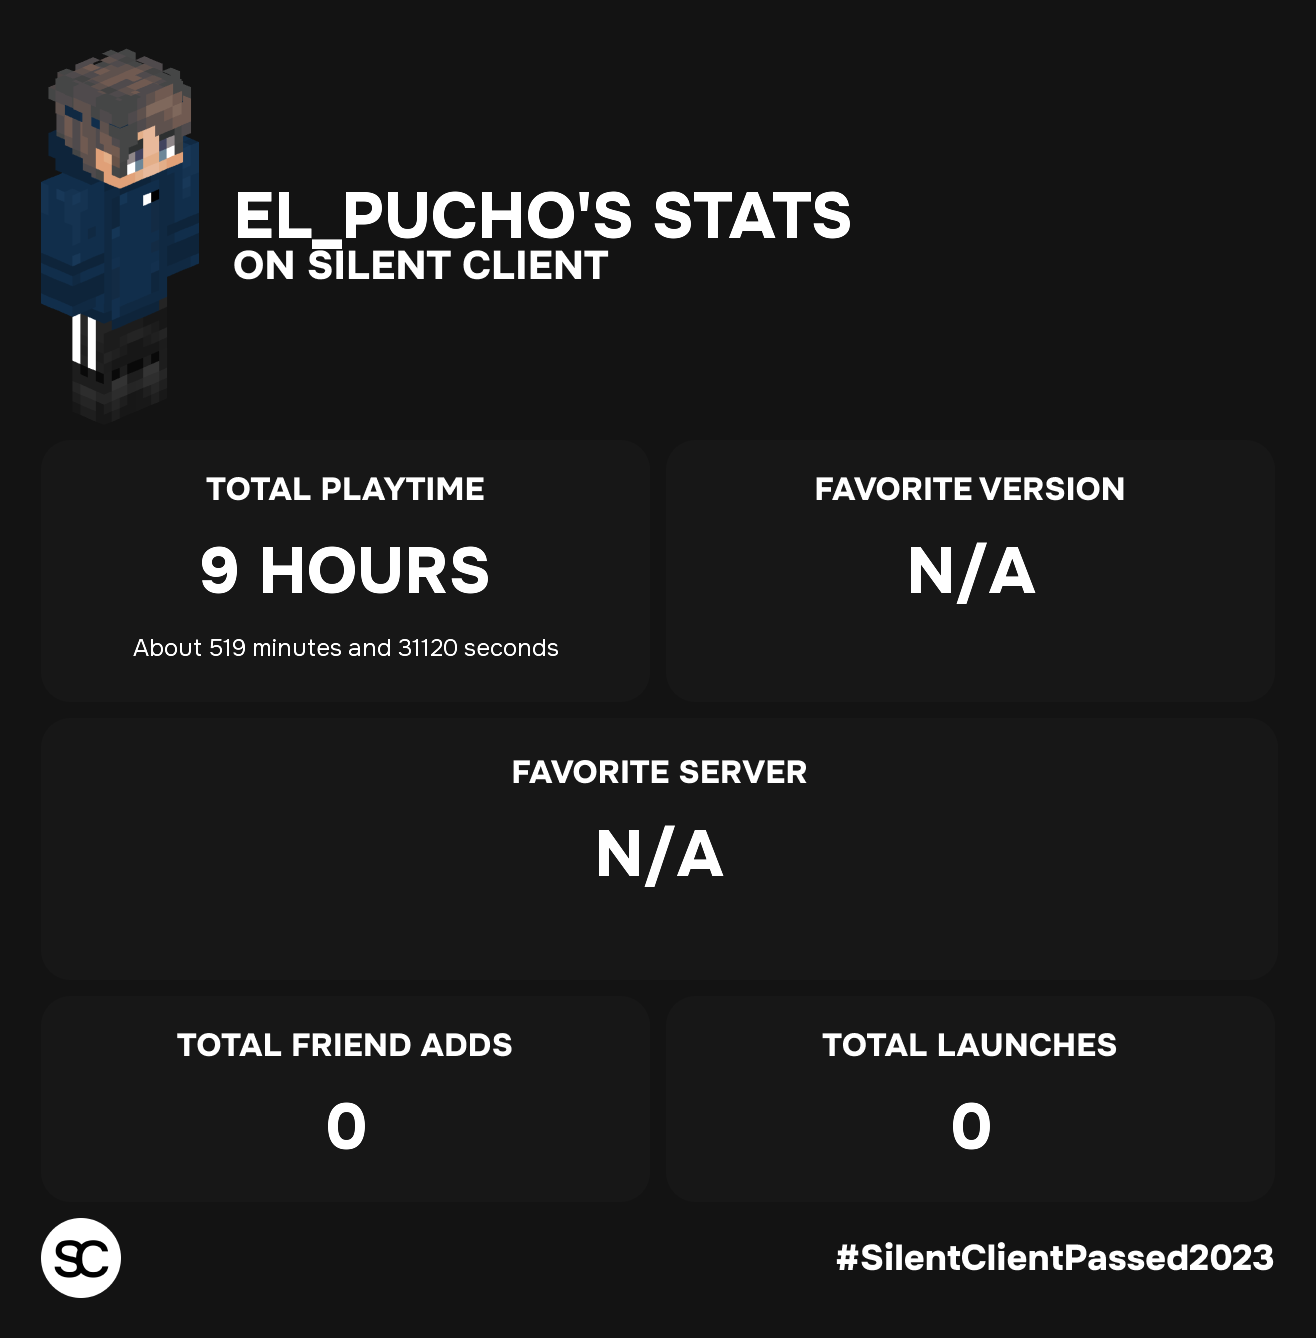 EL_PUCHO'S STATS
ON SILENT CLIENT
TOTAL PLAYTIME
9 HOURS
About 519 minutes and 31120 seconds
FAVORITE VERSION
N/A
FAVORITE SERVER
N/A
TOTAL FRIEND ADDS
0
TOTAL LAUNCHES
0
SC
#SilentClientPassed2023